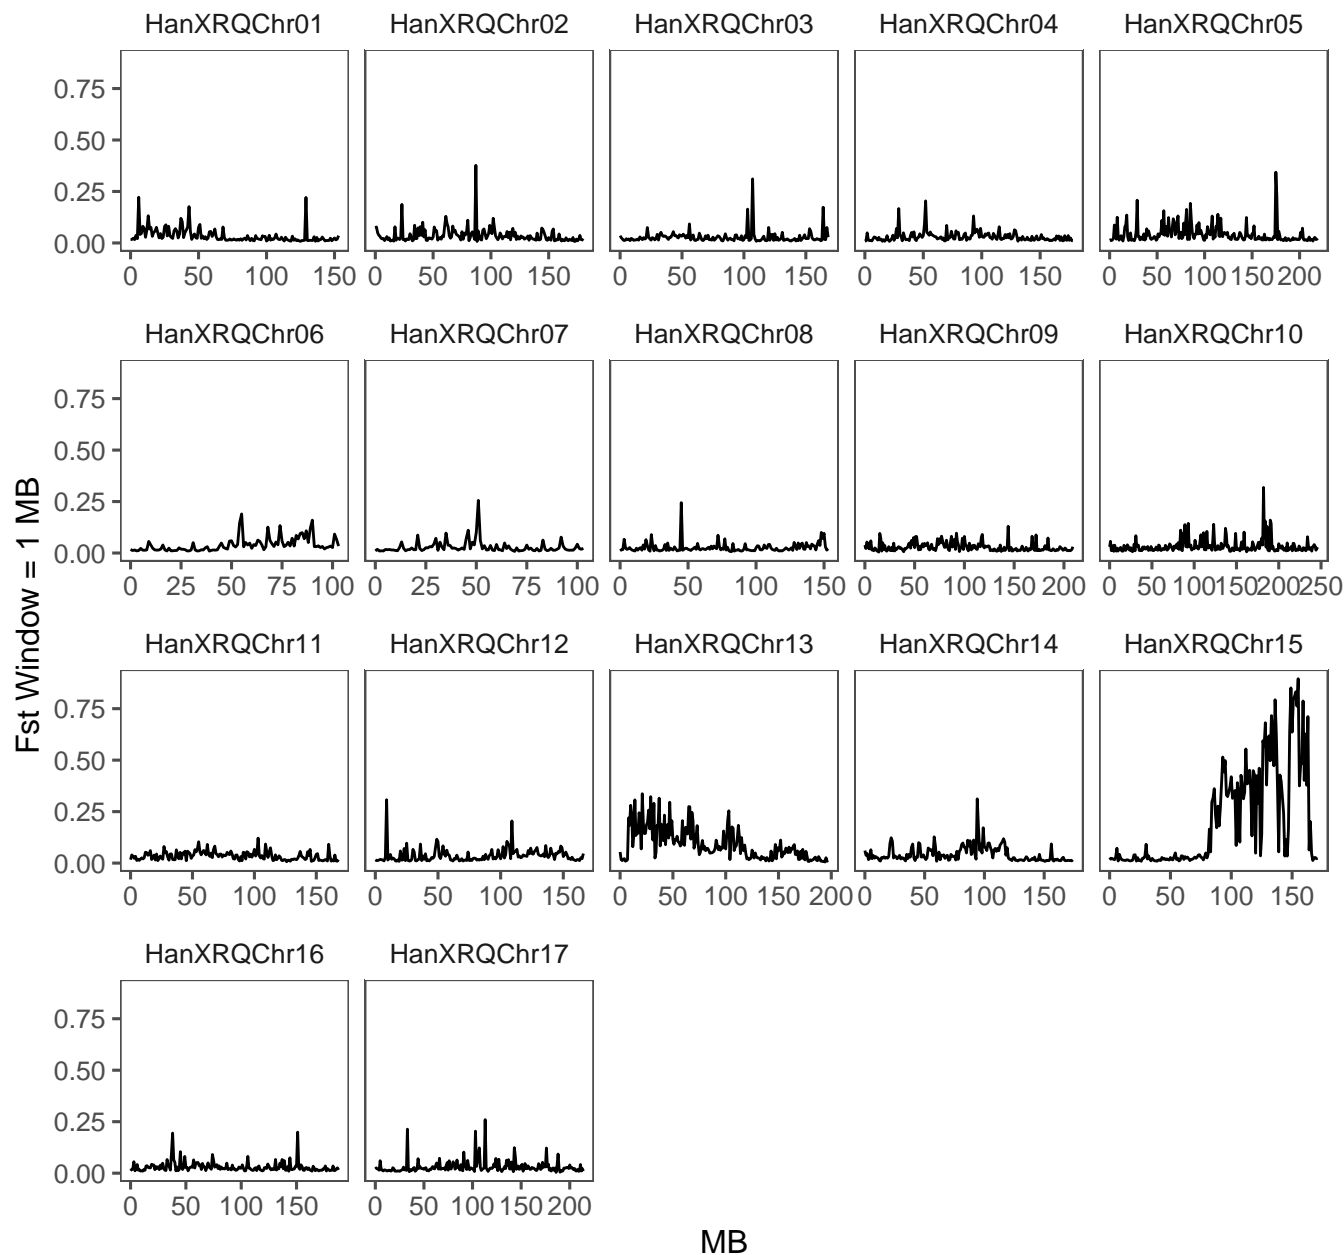 HanXRQChr01 HanXRQChr02 HanXRQChr03 HanXRQChr04 HanXRQChr05
0.75
0.50
0.25
0.00
0 50 100 150 0 50 100 150 0 50 100 150 0 50 100 150 0 50 100 150 200
HanXRQChr06 HanXRQChr07 HanXRQChr08 HanXRQChr09 HanXRQChr10
0.75
0.50
0.25
0.00
0 25 50 75 100 0 25 50 75 100 0 50 100 150 0 50 100 150 200 0 50 100 150 200 250
Fst Window = 1 MB
HanXRQChr11 HanXRQChr12 HanXRQChr13 HanXRQChr14 HanXRQChr15
0.75
0.50
0.25
0.00
0 50 100 150 0 50 100 150 0 50 100 150 200 0 50 100 150 0 50 100 150
HanXRQChr16 HanXRQChr17
0.75
0.50
0.25
0.00
0 50 100 150 0 50 100 150 200
MB